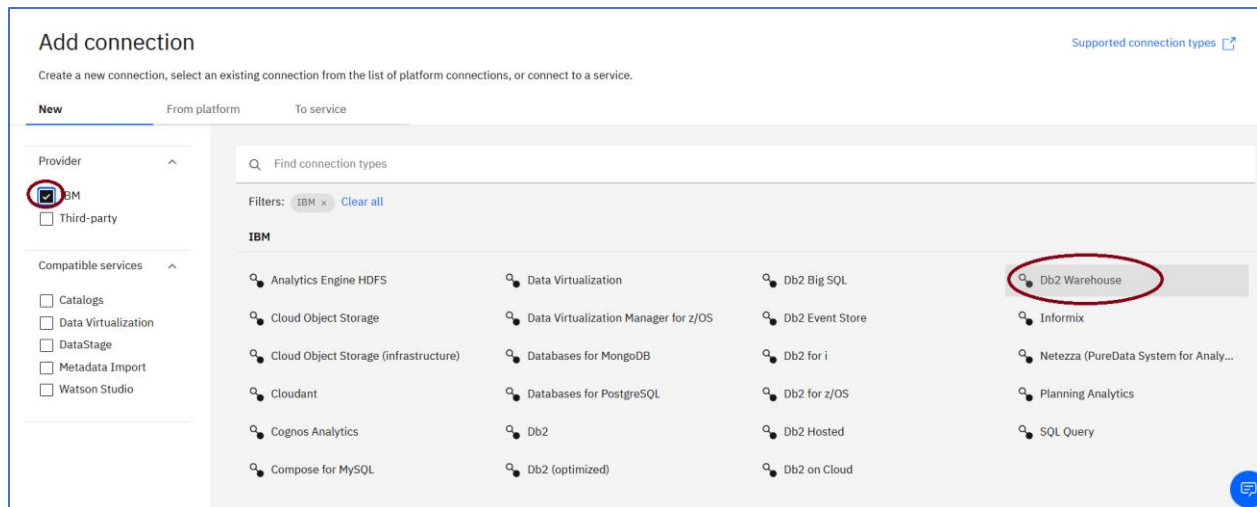 Add connection
Supported connection types
Create a new connection, select an existing connection from the list of platform connections, or connect to a service.
New From platform To service
Provider
IBM
Third-party
Compatible services
Catalogs
Data Virtualization
DataStage
Metadata Import
Watson Studio
Find connection types
Filters: IBM × Clear all
IBM
Analytics Engine HDFS Data Virtualization Db2 Big SQL Db2 Warehouse
Cloud Object Storage Data Virtualization Manager for z/OS Db2 Event Store Informix
Cloud Object Storage (infrastructure) Databases for MongoDB Db2 for i Netezza (PureData System for Analy...
Cloudant Databases for PostgreSQL Db2 for z/OS Planning Analytics
Cognos Analytics Db2 Db2 Hosted SQL Query
Compose for MySQL Db2 (optimized) Db2 on Cloud